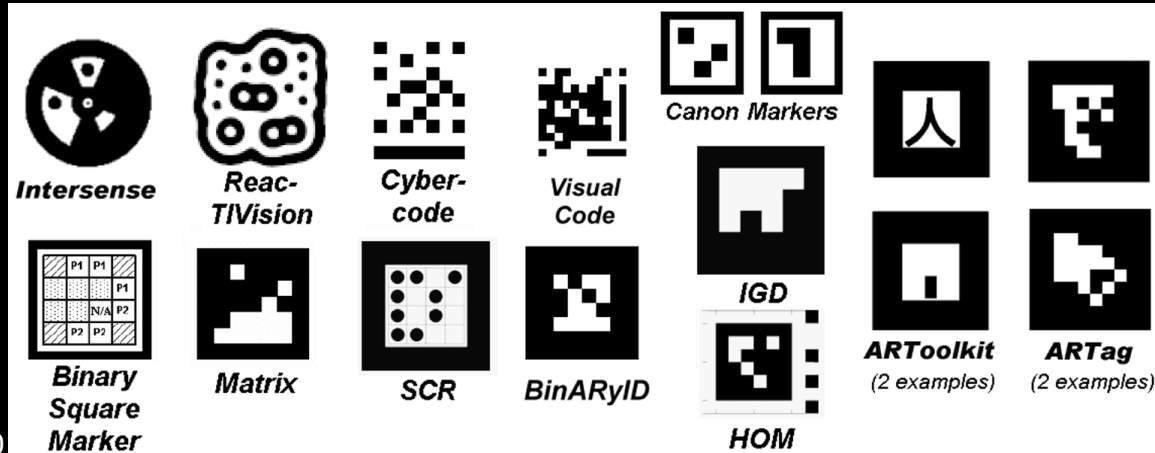 Canon Markers
Intersense
Reac-
TIVision
Cyber-
code
Visual
Code
IGD
人
P1 P1
P1
N/A P2
P2 P2
Binary
Square
Marker
Matrix
SCR
BinARyID
HOM
ARToolkit
(2 examples)
ARTag
(2 examples)